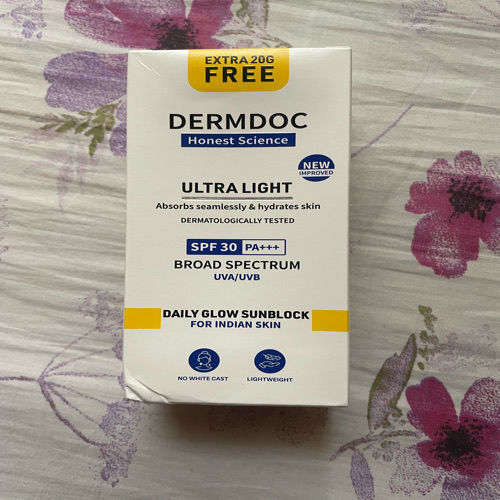 EXTRA 20G
FREE
DERMDOC
Honest Science
NEW
IMPROVED
ULTRA LIGHT
Absorbs seamlessly & hydrates skin
DERMATOLOGICALLY TESTED
SPF 30 PA+++
BROAD SPECTRUM
UVA/UVB
DAILY GLOW SUNBLOCK
FOR INDIAN SKIN
NO WHITE CAST
LIGHTWEIGHT